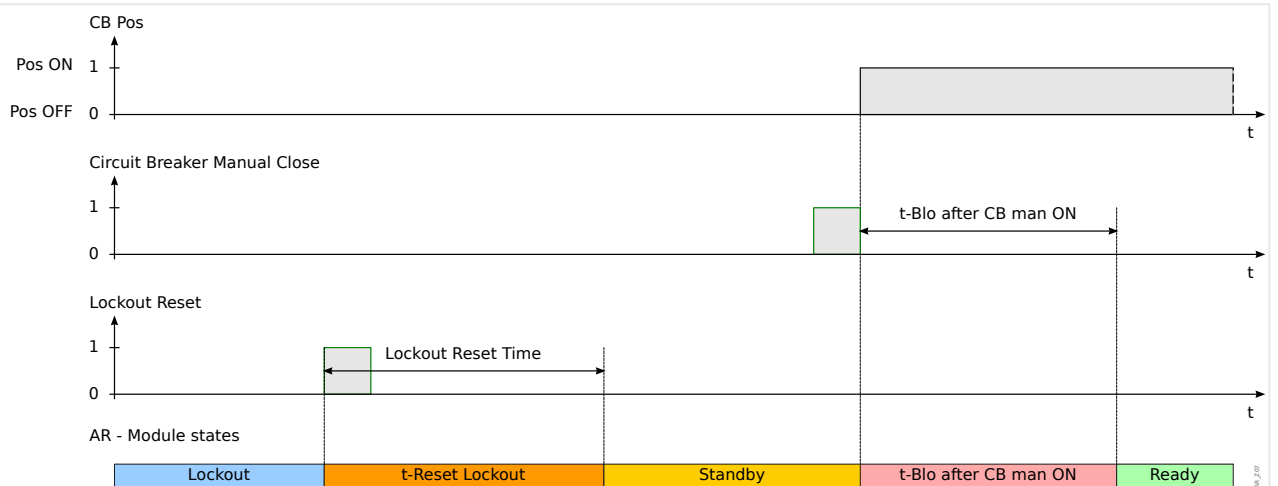 CB Pos
Pos ON 1
Pos OFF 0
t
Circuit Breaker Manual Close
1
t-Blo after CB man ON
0
t
Lockout Reset
1
Lockout Reset Time
0
t
AR - Module states
Lockout t-Reset Lockout Standby t-Blo after CB man ON Ready